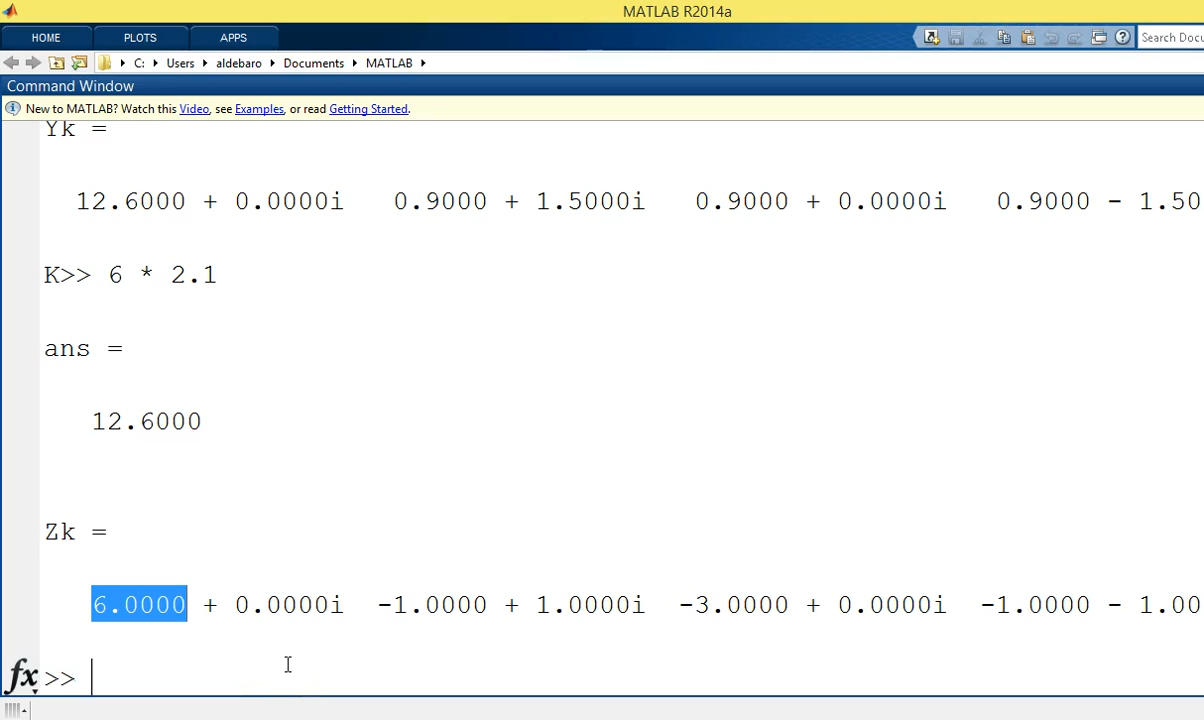 MATLAB R2014a
HOME PLOTS APPS
Search Docu
C: Users aldebaro Documents MATLAB
Command Window
New to MATLAB? Watch this Video, see Examples, or read Getting Started.
Yk =
12.6000 + 0.0000i 0.9000 + 1.5000i 0.9000 + 0.0000i 0.9000 - 1.50
K>> 6 * 2.1
ans =
12.6000
Zk =
6.0000 + 0.0000i -1.0000 + 1.0000i -3.0000 + 0.0000i -1.0000 - 1.00
fx >>